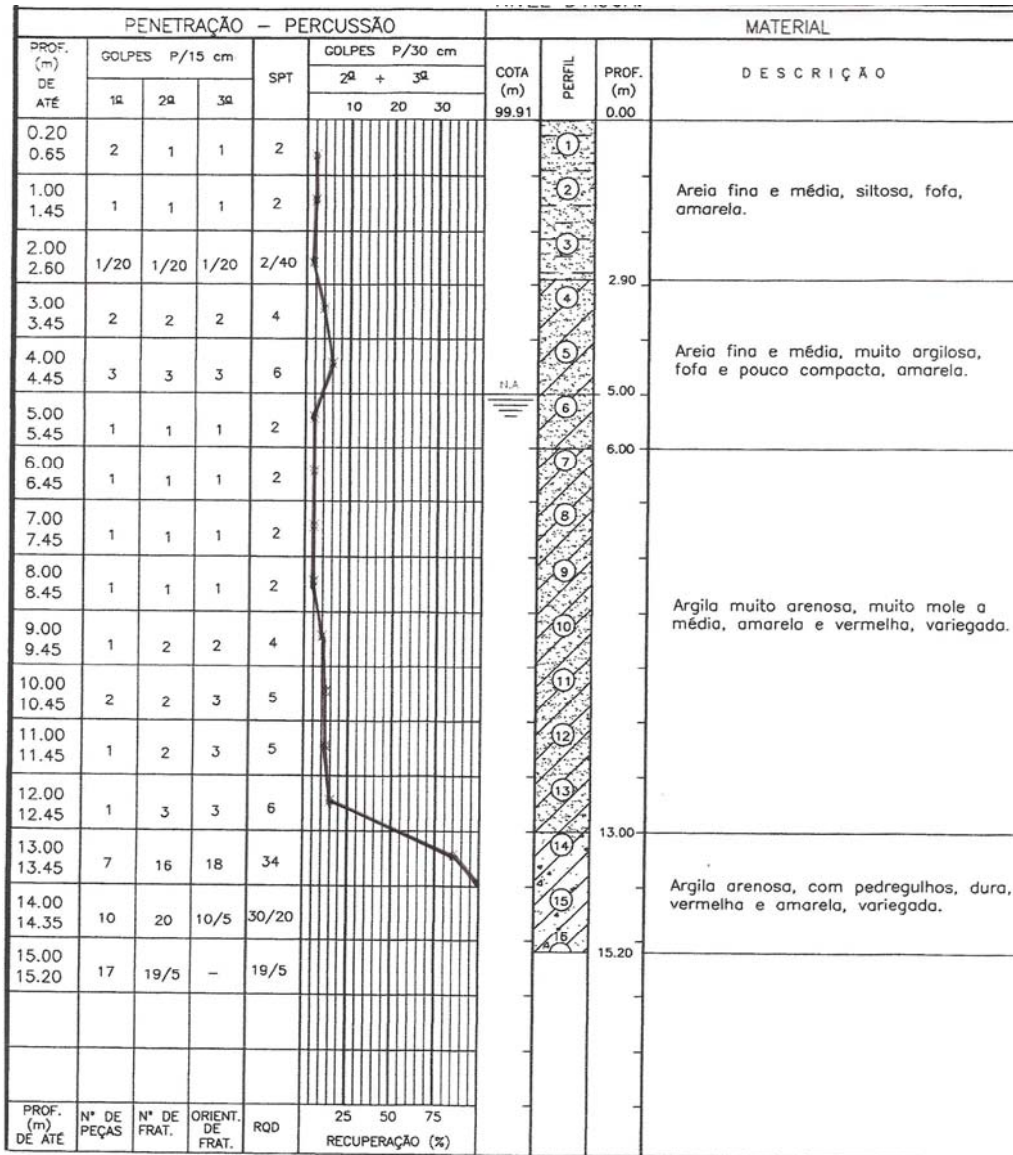 PENETRAÇÃO – PERCUSSÃO
MATERIAL
PROF.
(m)
DE
ATÉ
GOLPES P/15 cm
1ª 2ª 3ª
SPT
GOLPES P/30 cm
2ª + 3ª
10 20 30
COTA
(m)
99.91
PERFIL
PROF.
(m)
0.00
DESCRIÇÃO
0.20
0.65 2 1 1 2
1.00
1.45 1 1 1 2
2.00
2.60 1/20 1/20 1/20 2/40
3.00
3.45 2 2 2 4
4.00
4.45 3 3 3 6
5.00
5.45 1 1 1 2
6.00
6.45 1 1 1 2
7.00
7.45 1 1 1 2
8.00
8.45 1 1 1 2
9.00
9.45 1 2 2 4
10.00
10.45 2 2 3 5
11.00
11.45 1 2 3 5
12.00
12.45 1 3 3 6
13.00
13.45 7 16 18 34
14.00
14.35 10 20 10/5 30/20
15.00
15.20 17 19/5 – 19/5
N.A
1
2
3
4
5
6
7
8
9
10
11
12
13
14
15
16
2.90
5.00
6.00
13.00
15.20
Areia fina e média, siltosa, fofa,
amarela.
Areia fina e média, muito argilosa,
fofa e pouco compacta, amarela.
Argila muito arenosa, muito mole a
média, amarela e vermelha, variegada.
Argila arenosa, com pedregulhos, dura,
vermelha e amarela, variegada.
PROF.
(m)
DE ATÉ
N° DE
PEÇAS
N° DE
FRAT.
ORIENT.
DE
FRAT.
RQD
25 50 75
RECUPERAÇÃO (%)